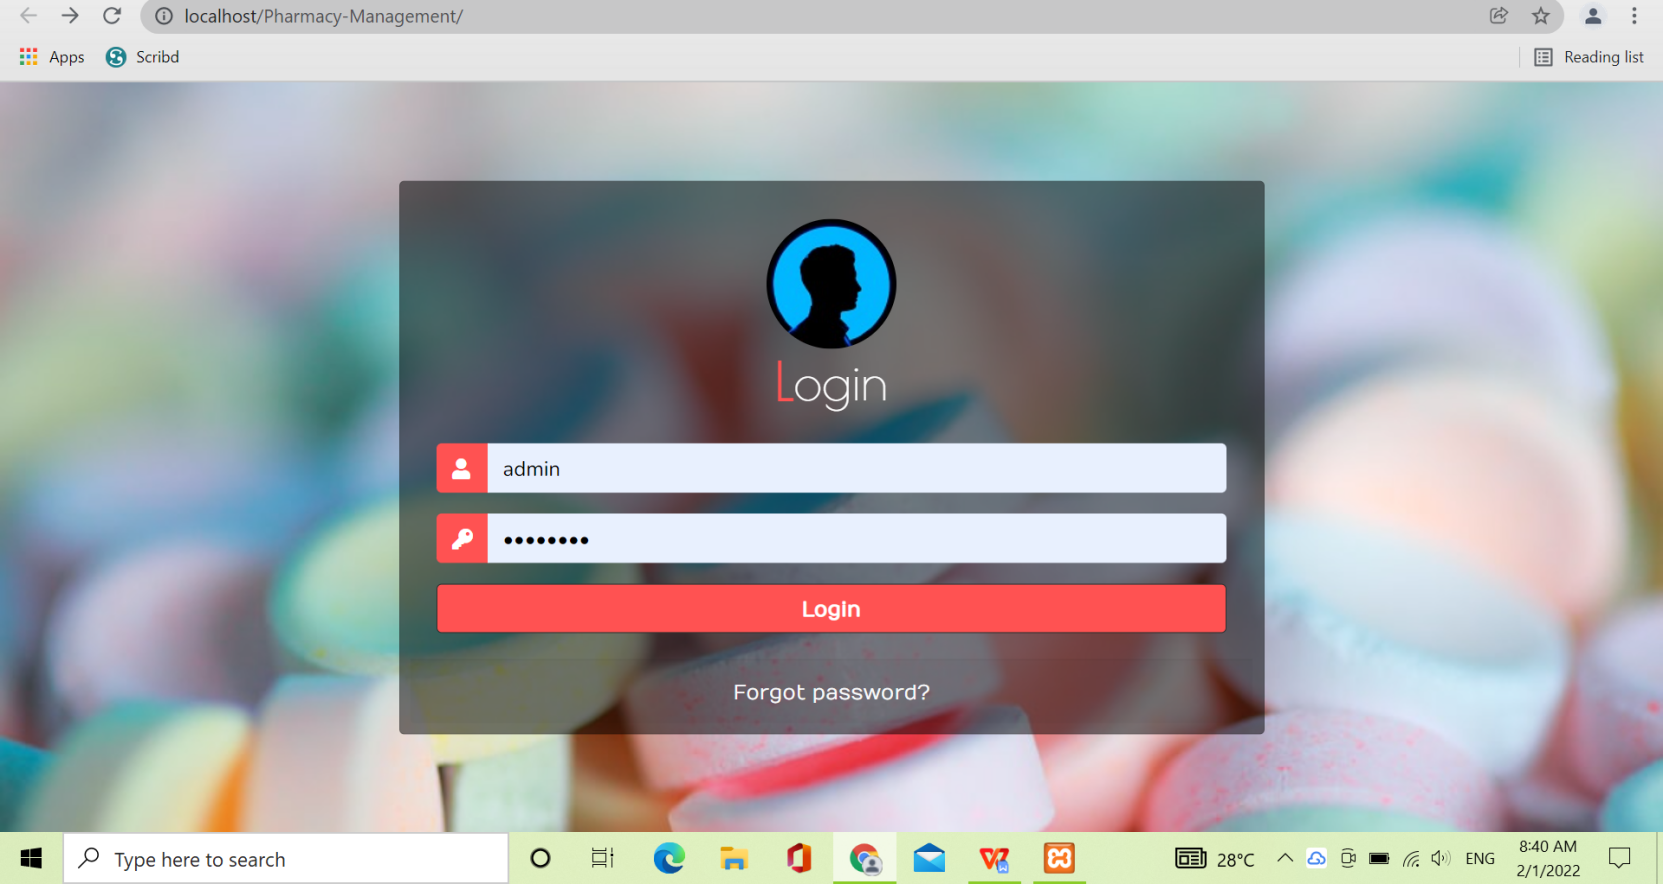 localhost/Pharmacy-Management/
Apps Scribd Reading list
Login
admin
••••••••
Login
Forgot password?
Type here to search
28°C ENG 8:40 AM
2/1/2022